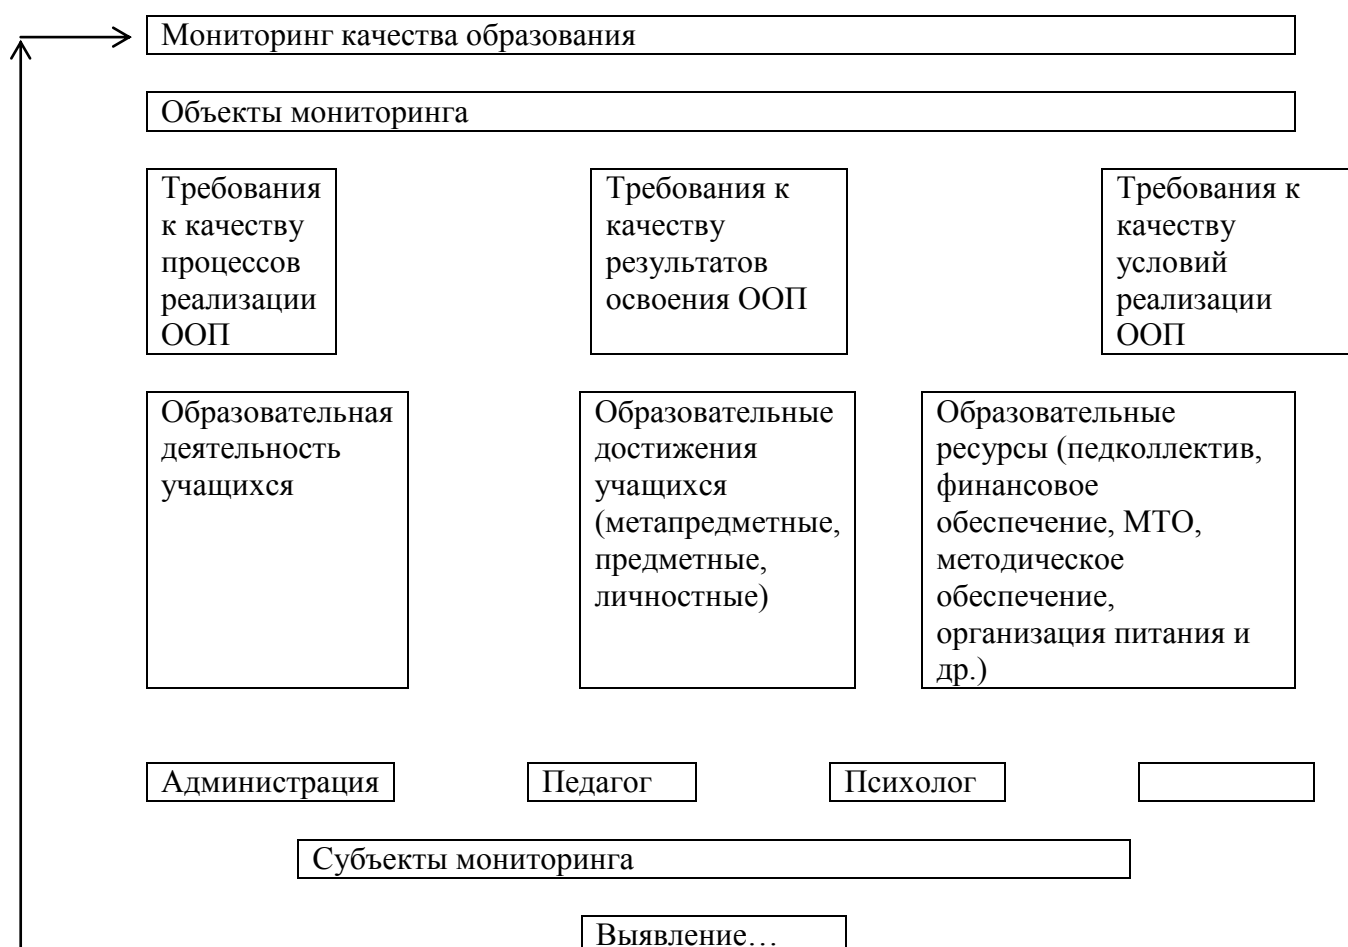 Мониторинг качества образования
Объекты мониторинга
Требования
к качеству
процессов
реализации
ООП
Требования к
качеству
результатов
освоения ООП
Требования к
качеству
условий
реализации
ООП
Образовательная
деятельность
учащихся
Образовательные
достижения
учащихся
(метапредметные,
предметные,
личностные)
Образовательные
ресурсы (педколлектив,
финансовое
обеспечение, МТО,
методическое
обеспечение,
организация питания и
др.)
Администрация
Педагог
Психолог
Субъекты мониторинга
Выявление…